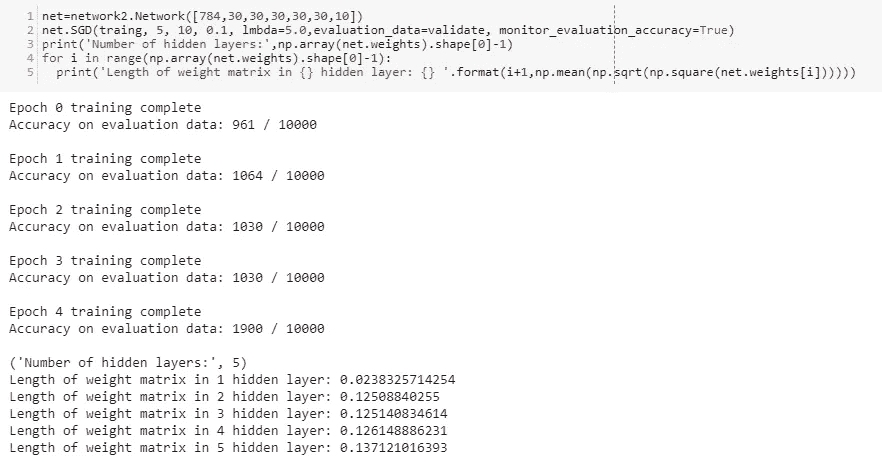 1 net=network2.Network([784,30,30,30,30,30,10])
2 net.SGD(traing, 5, 10, 0.1, lmbda=5.0,evaluation_data=validate, monitor_evaluation_accuracy=True)
3 print('Number of hidden layers:',np.array(net.weights).shape[0]-1)
4 for i in range(np.array(net.weights).shape[0]-1):
5 print('Length of weight matrix in {} hidden layer: {} '.format(i+1,np.mean(np.sqrt(np.square(net.weights[i])))))
Epoch 0 training complete
Accuracy on evaluation data: 961 / 10000
Epoch 1 training complete
Accuracy on evaluation data: 1064 / 10000
Epoch 2 training complete
Accuracy on evaluation data: 1030 / 10000
Epoch 3 training complete
Accuracy on evaluation data: 1030 / 10000
Epoch 4 training complete
Accuracy on evaluation data: 1900 / 10000
('Number of hidden layers:', 5)
Length of weight matrix in 1 hidden layer: 0.0238325714254
Length of weight matrix in 2 hidden layer: 0.12508840255
Length of weight matrix in 3 hidden layer: 0.125140834614
Length of weight matrix in 4 hidden layer: 0.126148886231
Length of weight matrix in 5 hidden layer: 0.137121016393